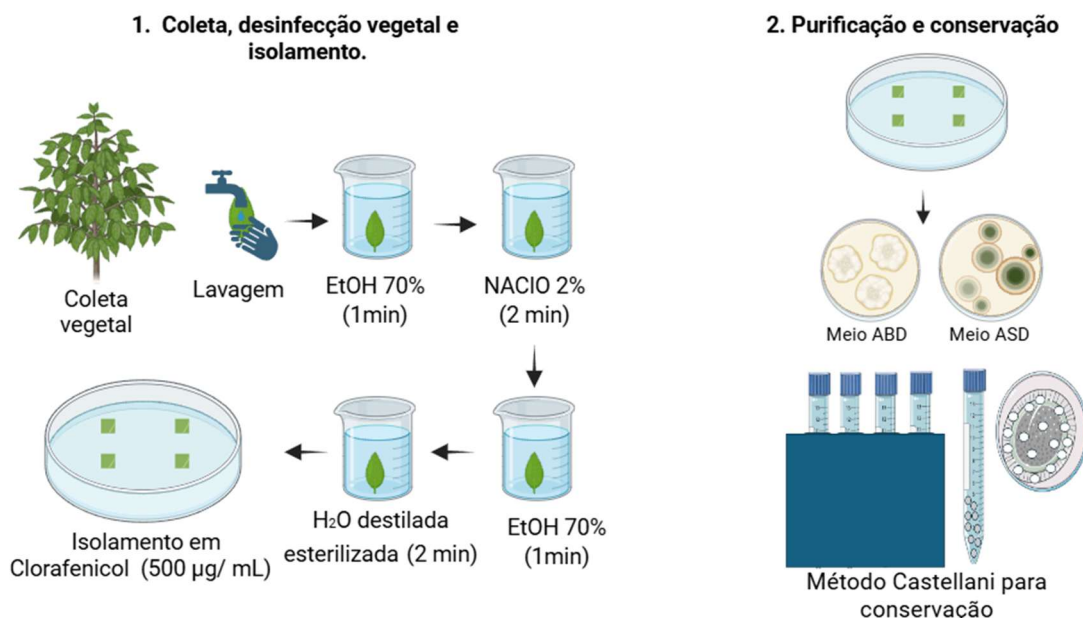 1. Coleta, desinfecção vegetal e
isolamento.
Coleta
vegetal
Lavagem
EtOH 70%
(1min)
NAClO 2%
(2 min)
EtOH 70%
(1min)
H₂O destilada
esterilizada (2 min)
Isolamento em
Clorafenicol (500 µg/ mL)
2. Purificação e conservação
Meio ABD
Meio ASD
Método Castellani para
conservação